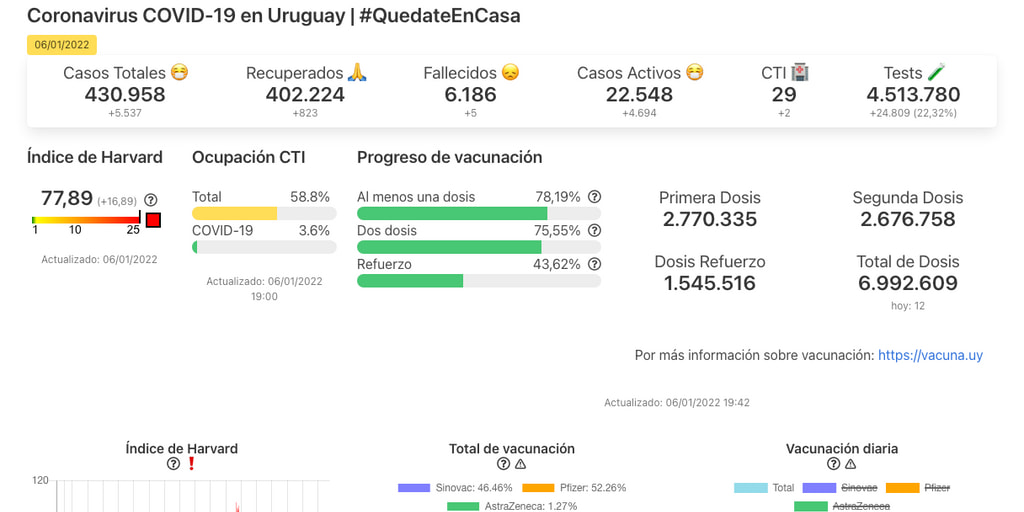 Coronavirus COVID-19 en Uruguay | #QuedateEnCasa
06/01/2022
Casos Totales 😷 Recuperados 🙏 Fallecidos 😞 Casos Activos 😷 CTI 🏥 Tests 🧪
430.958 402.224 6.186 22.548 29 4.513.780
+5.537 +823 +5 +4.694 +2 +24.809 (22,32%)
Índice de Harvard Ocupación CTI Progreso de vacunación
77,89 (+16,89)
1 10 25
Actualizado: 06/01/2022
Total 58.8%
COVID-19 3.6%
Actualizado: 06/01/2022
19:00
Al menos una dosis 78,19%
Dos dosis 75,55%
Refuerzo 43,62%
Primera Dosis Segunda Dosis
2.770.335 2.676.758
Dosis Refuerzo Total de Dosis
1.545.516 6.992.609
hoy: 12
Por más información sobre vacunación: https://vacuna.uy
Actualizado: 06/01/2022 19:42
Índice de Harvard
❗
120
Total de vacunación
Sinovac: 46.46% Pfizer: 52.26%
AstraZeneca: 1.27%
Vacunación diaria
Total Sinovac Pfizer
AstraZeneca